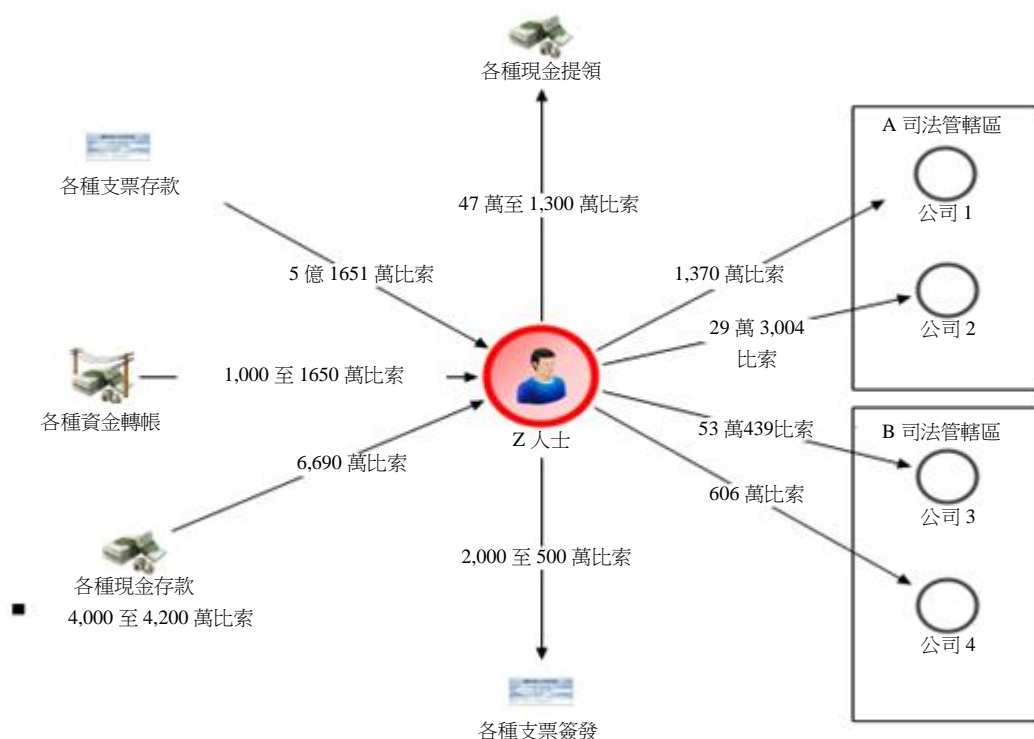 各種現金提領
各種支票存款
47 萬至 1,300 萬比索
5 億 1651 萬比索
A 司法管轄區
公司 1
1,370 萬比索
公司 2
29 萬 3,004
比索
1,000 至 1650 萬比索
各種資金轉帳
Z 人士
6,690 萬比索
B 司法管轄區
53 萬439比索
公司 3
606 萬比索
2,000 至 500 萬比索
各種現金存款
4,000 至 4,200 萬比索
公司 4
各種支票簽發